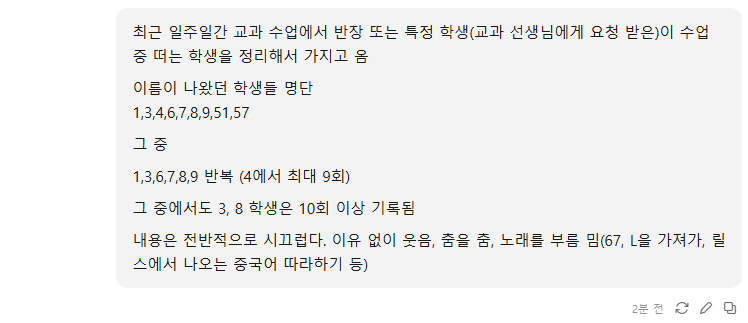 최근 일주일간 교과 수업에서 반장 또는 특정 학생(교과 선생님에게 요청 받은)이 수업
중 떠는 학생을 정리해서 가지고 옴
이름이 나왔던 학생들 명단
1,3,4,6,7,8,9,51,57
그 중
1,3,6,7,8,9 반복 (4에서 최대 9회)
그 중에서도 3, 8 학생은 10회 이상 기록됨
내용은 전반적으로 시끄럽다. 이유 없이 웃음, 춤을 춤, 노래를 부름 밈(67, L을 가져가, 릴
스에서 나오는 중국어 따라하기 등)
2분 전